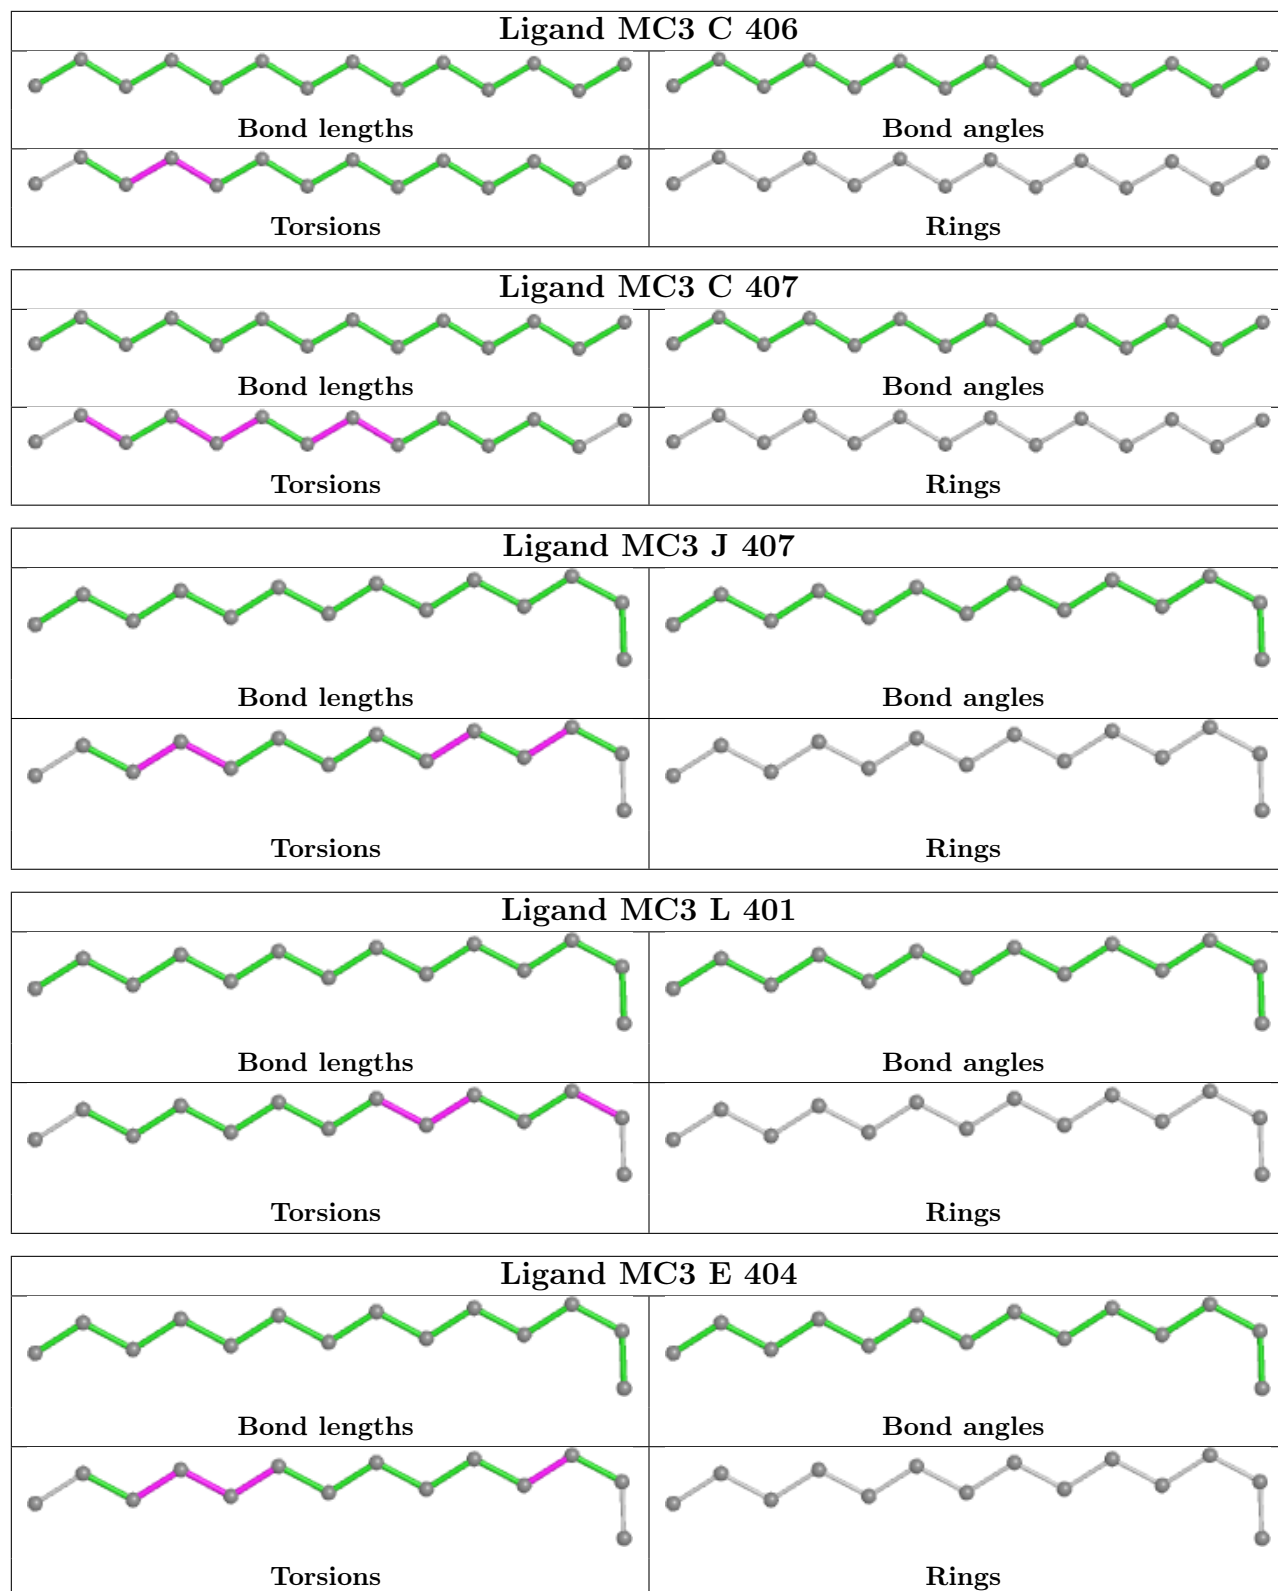 Ligand MC3 C 406
Bond lengths
Bond angles
Torsions
Rings
Ligand MC3 C 407
Bond lengths
Bond angles
Torsions
Rings
Ligand MC3 J 407
Bond lengths
Bond angles
Torsions
Rings
Ligand MC3 L 401
Bond lengths
Bond angles
Torsions
Rings
Ligand MC3 E 404
Bond lengths
Bond angles
Torsions
Rings